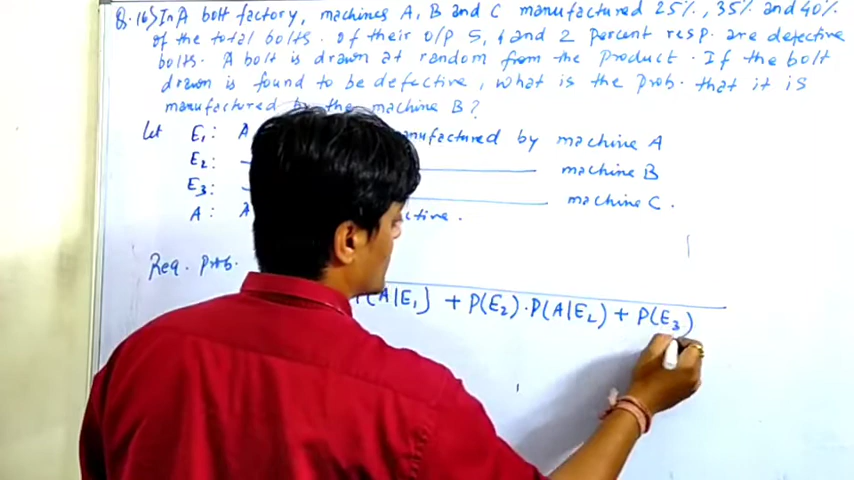 Q.16) In A bolt factory, machines A, B and C manufactured 25%, 35% and 40%
of the total bolts. of their o/p 5, 4 and 2 percent resp. are defective
bolts. A bolt is drawn at random from the product. If the bolt
drawn is found to be defective, what is the prob. that it is
manufactured by the machine B?
let E1: A manufactured by machine A
E2: machine B
E3: machine C.
A: A
Req. Prob.
P(A|E1) + P(E2).P(A|E2) + P(E3)